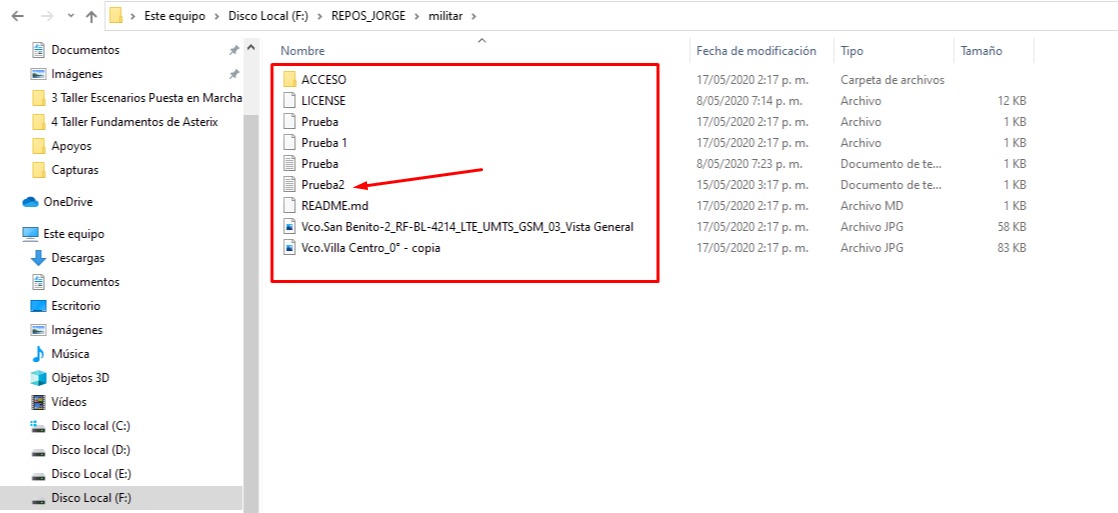 Este equipo > Disco Local (F:) > REPOS_JORGE > militar >
Documentos
Imágenes
3 Taller Escenarios Puesta en Marcha
4 Taller Fundamentos de Asterix
Apoyos
Capturas
OneDrive
Este equipo
Descargas
Documentos
Escritorio
Imágenes
Música
Objetos 3D
Vídeos
Disco local (C:)
Disco local (D:)
Disco Local (E:)
Disco Local (F:)
Nombre Fecha de modificación Tipo Tamaño
ACCESO 17/05/2020 2:17 p. m. Carpeta de archivos
LICENSE 8/05/2020 7:14 p. m. Archivo 12 KB
Prueba 17/05/2020 2:17 p. m. Archivo 1 KB
Prueba 1 17/05/2020 2:17 p. m. Archivo 1 KB
Prueba 8/05/2020 7:23 p. m. Documento de te... 1 KB
Prueba2 15/05/2020 3:17 p. m. Documento de te... 1 KB
README.md 17/05/2020 2:17 p. m. Archivo MD 1 KB
Vco.San Benito-2_RF-BL-4214_LTE_UMTS_GSM_03_Vista General 17/05/2020 2:17 p. m. Archivo JPG 58 KB
Vco.Villa Centro_0° - copia 17/05/2020 2:17 p. m. Archivo JPG 83 KB